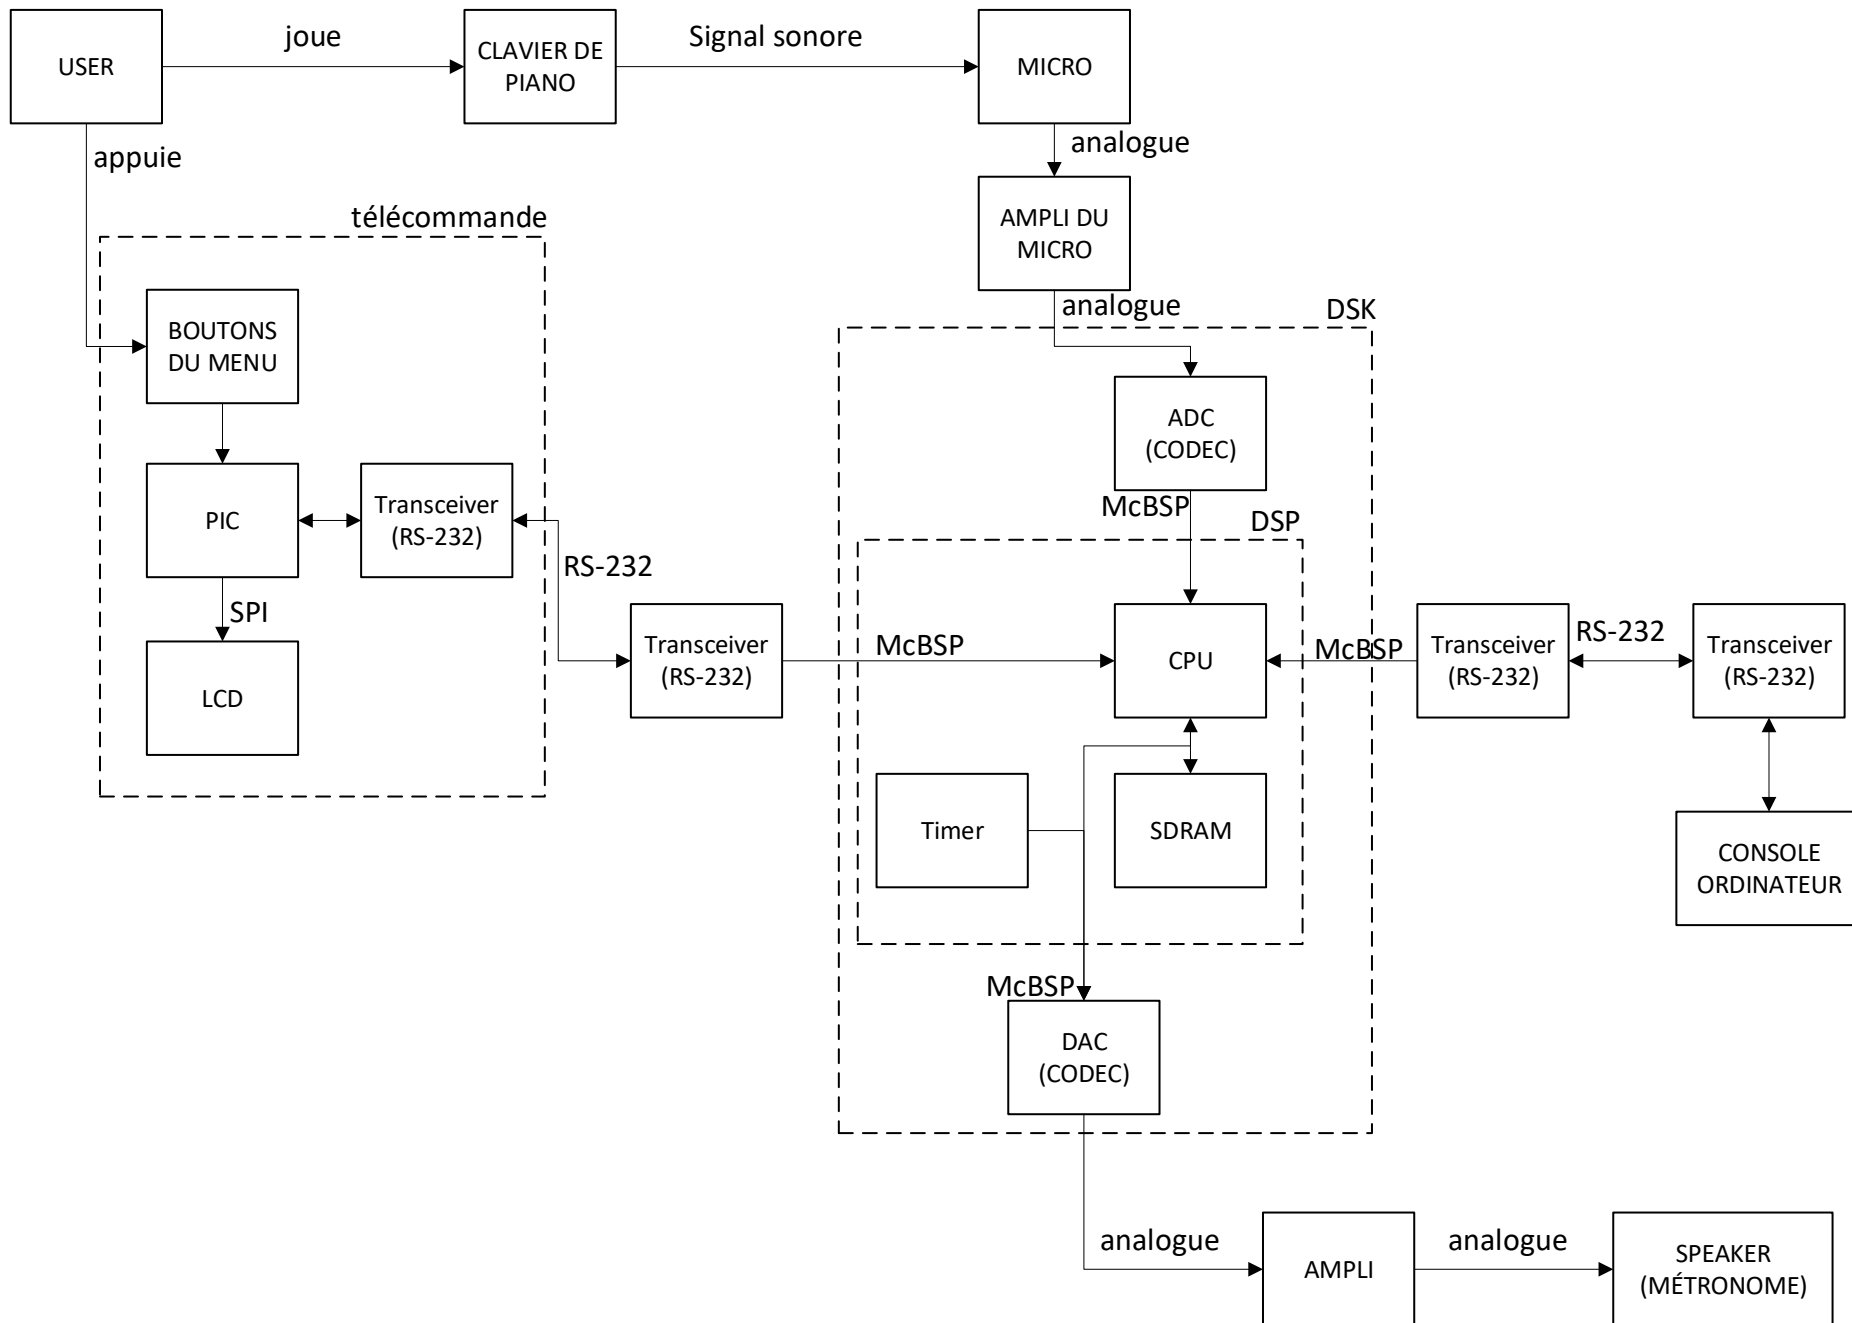 USER
joue
CLAVIER DE
PIANO
Signal sonore
MICRO
analogue
appuie
AMPLI DU
MICRO
télécommande
analogue
DSK
BOUTONS
DU MENU
ADC
(CODEC)
McBSP
DSP
PIC
Transceiver
(RS-232)
RS-232
SPI
LCD
Transceiver
(RS-232)
McBSP
CPU
McBSP
Transceiver
(RS-232)
RS-232
Transceiver
(RS-232)
Timer
SDRAM
CONSOLE
ORDINATEUR
McBSP
DAC
(CODEC)
analogue
AMPLI
analogue
SPEAKER
(MÉTRONOME)